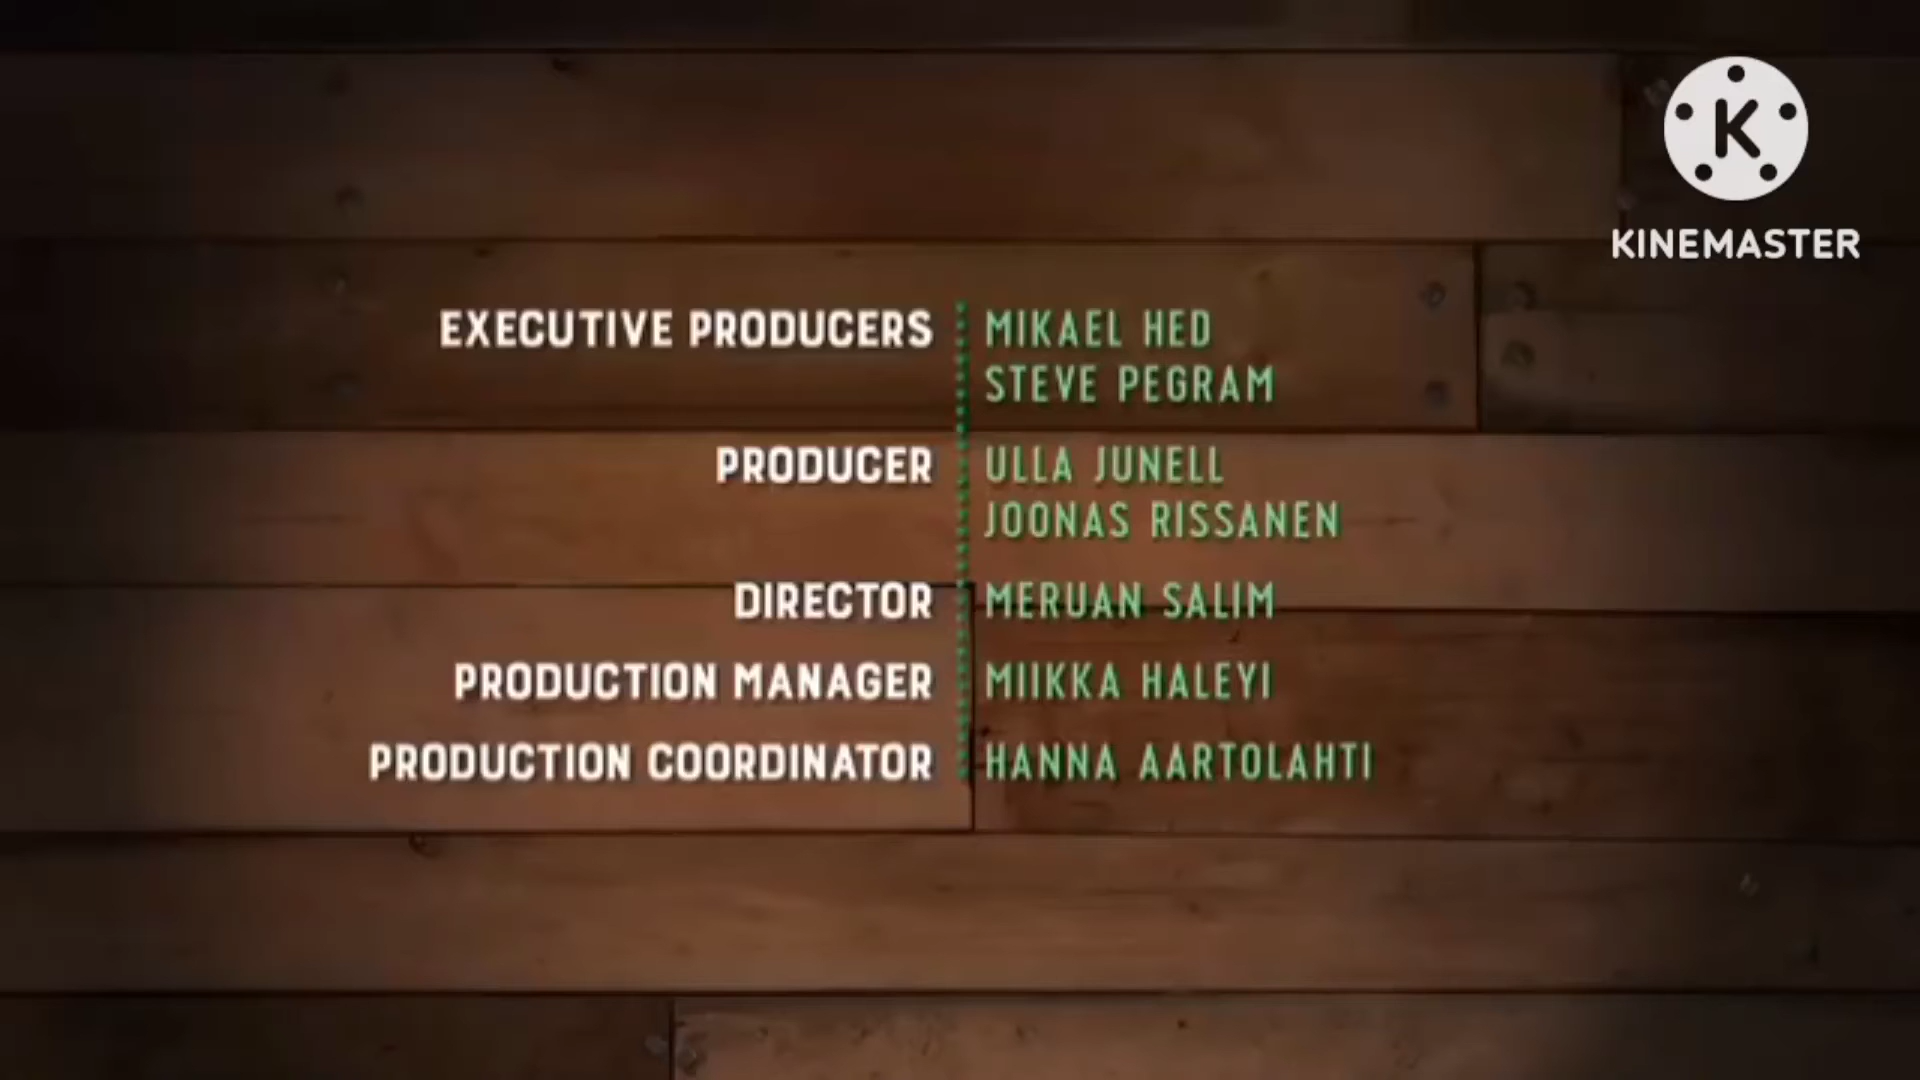 K
KINEMASTER
EXECUTIVE PRODUCERS MIKAEL HED
STEVE PEGRAM
PRODUCER ULLA JUNELL
JOONAS RISSANEN
DIRECTOR MERUAN SALIM
PRODUCTION MANAGER MIIKKA HALEYI
PRODUCTION COORDINATOR HANNA AARTOLAHTI